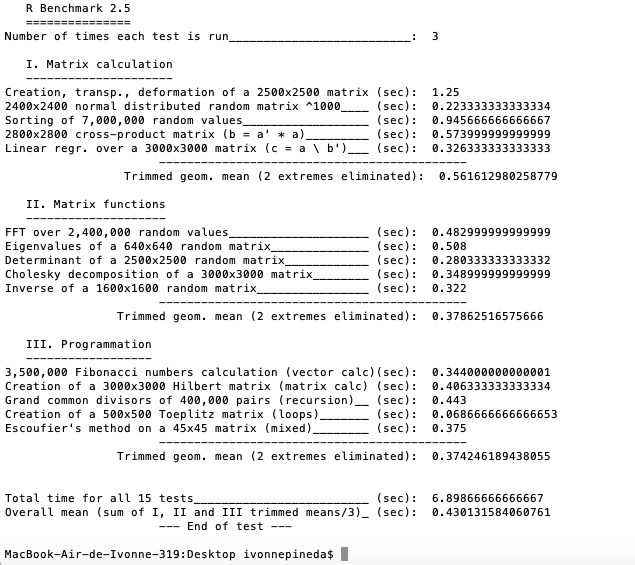 R Benchmark 2.5
===============
Number of times each test is run__________________________: 3
I. Matrix calculation
---------------------
Creation, transp., deformation of a 2500x2500 matrix (sec): 1.25
2400x2400 normal distributed random matrix ^1000____ (sec): 0.223333333333334
Sorting of 7,000,000 random values__________________ (sec): 0.945666666666667
2800x2800 cross-product matrix (b = a' * a)_________ (sec): 0.573999999999999
Linear regr. over a 3000x3000 matrix (c = a \ b')___ (sec): 0.326333333333333
--------------------------------------------
Trimmed geom. mean (2 extremes eliminated): 0.561612980258779
II. Matrix functions
--------------------
FFT over 2,400,000 random values____________________ (sec): 0.482999999999999
Eigenvalues of a 640x640 random matrix______________ (sec): 0.508
Determinant of a 2500x2500 random matrix____________ (sec): 0.280333333333332
Cholesky decomposition of a 3000x3000 matrix________ (sec): 0.348999999999999
Inverse of a 1600x1600 random matrix________________ (sec): 0.322
--------------------------------------------
Trimmed geom. mean (2 extremes eliminated): 0.37862516575666
III. Programmation
------------------
3,500,000 Fibonacci numbers calculation (vector calc)(sec): 0.344000000000001
Creation of a 3000x3000 Hilbert matrix (matrix calc) (sec): 0.406333333333334
Grand common divisors of 400,000 pairs (recursion)__ (sec): 0.443
Creation of a 500x500 Toeplitz matrix (loops)_______ (sec): 0.0686666666666653
Escoufier's method on a 45x45 matrix (mixed)________ (sec): 0.375
--------------------------------------------
Trimmed geom. mean (2 extremes eliminated): 0.374246189438055
Total time for all 15 tests_________________________ (sec): 6.89866666666667
Overall mean (sum of I, II and III trimmed means/3)_ (sec): 0.430131584060761
--- End of test ---
MacBook-Air-de-Ivonne-319:Desktop ivonnepineda$